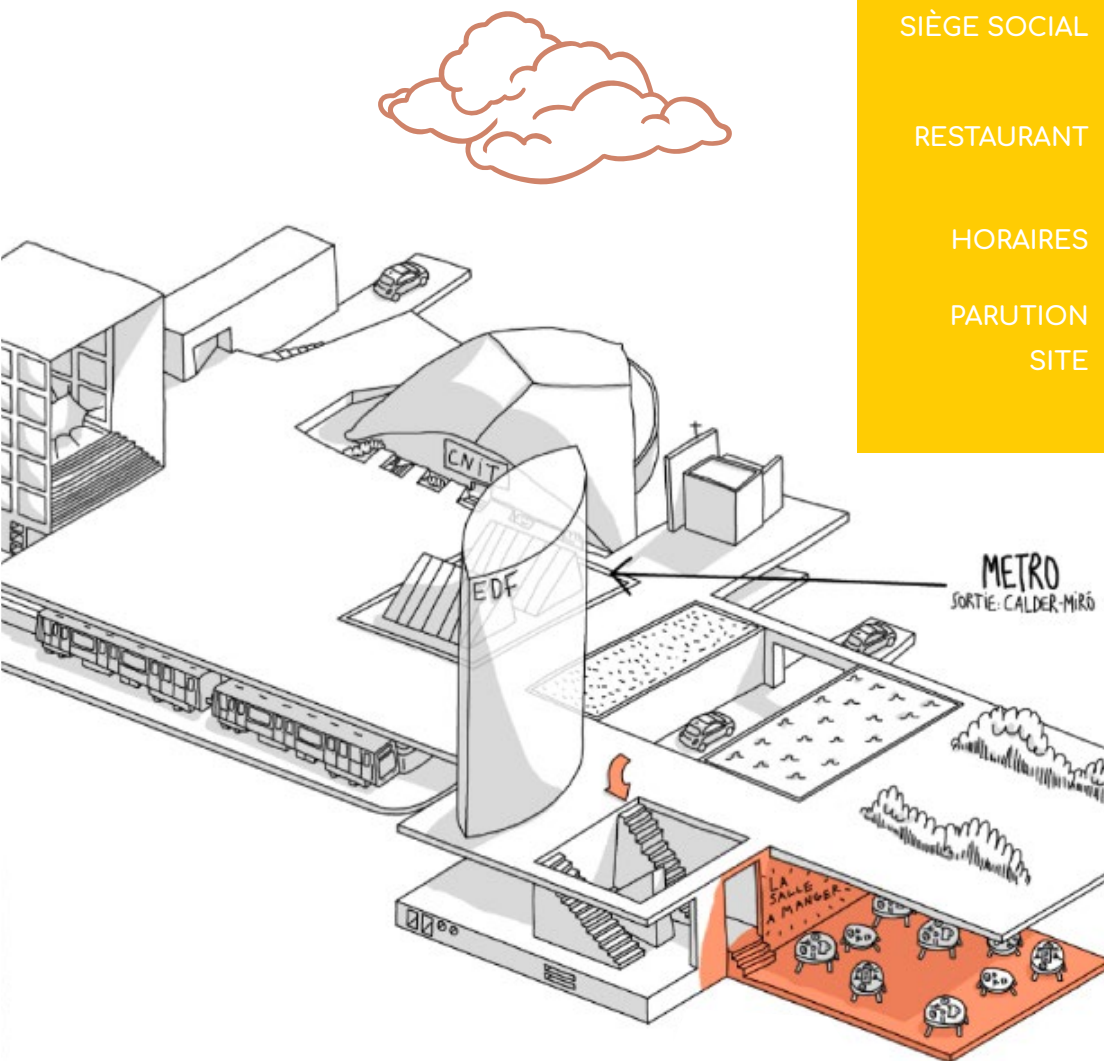 SIÈGE SOCIAL
RESTAURANT
HORAIRES
PARUTION
SITE
CNiT
EDF
METRO
SORTIE: CALDER-MiRÓ
LA
SALLE
A MANGER